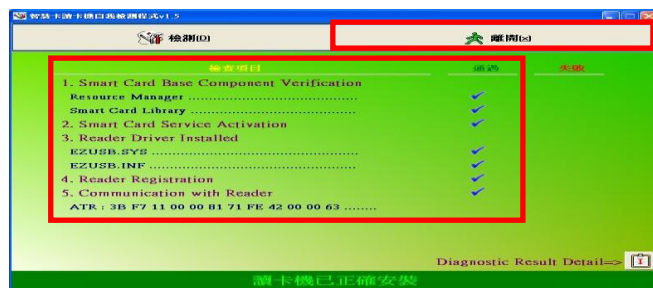 智慧卡讀卡機自我檢測程式v1.5
檢測[D]
離開[x]
檢查項目 通過 失敗
1. Smart Card Base Component Verification
Resource Manager ........................................
Smart Card Library ........................................
2. Smart Card Service Activation
3. Reader Driver Installed
EZUSB.SYS ..................................................
EZUSB.INF ..................................................
4. Reader Registration
5. Communication with Reader
ATR : 3B F7 11 00 00 81 71 FE 42 00 00 63 ........
Diagnostic Result Detail=>
讀卡機已正確安裝